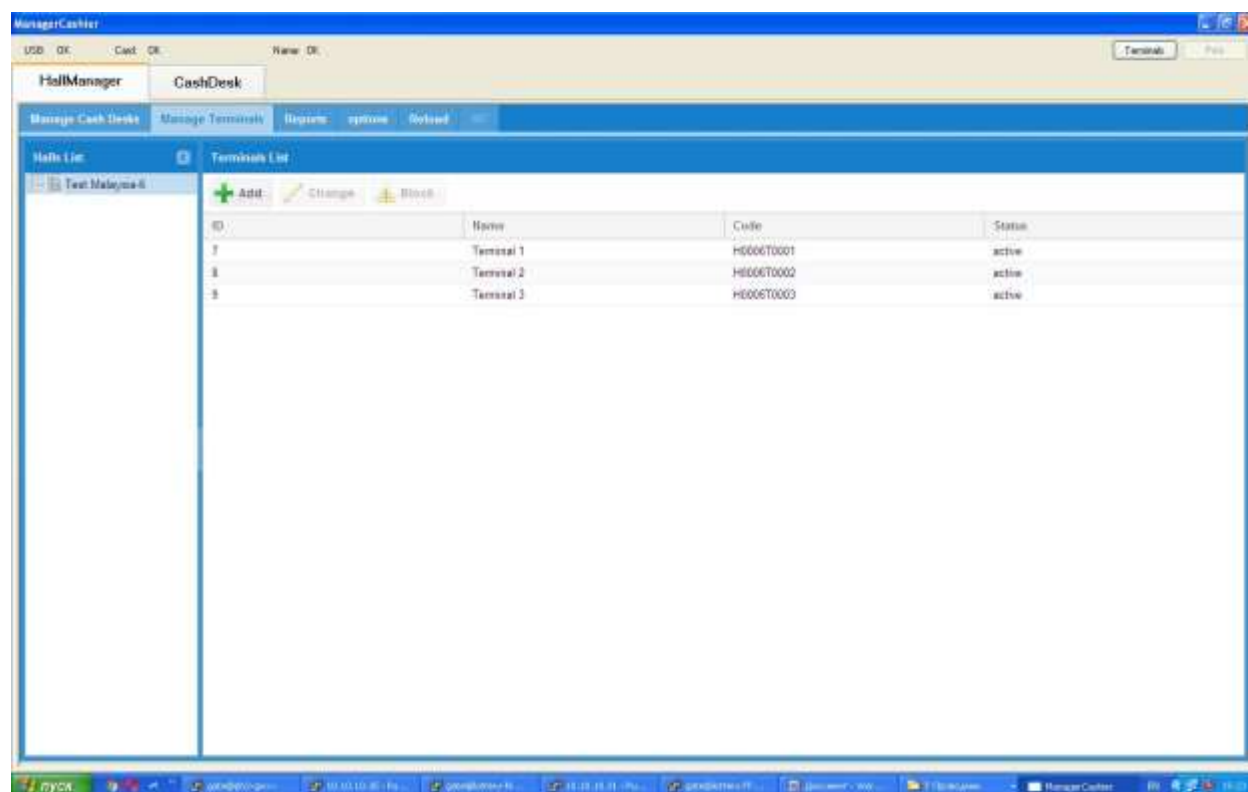 ManagerCashier
USB OK Card OK Name OK Terminals
HallManager CashDesk
Manage Cash Desks Manage Terminals Reports options Reload
Halls List Terminals List
Test Malaysia-6
Add Change Block
ID Name Code Status
7 Terminal 1 H0006T0001 active
8 Terminal 2 H0006T0002 active
9 Terminal 3 H0006T0003 active
пуск ManagerCashier